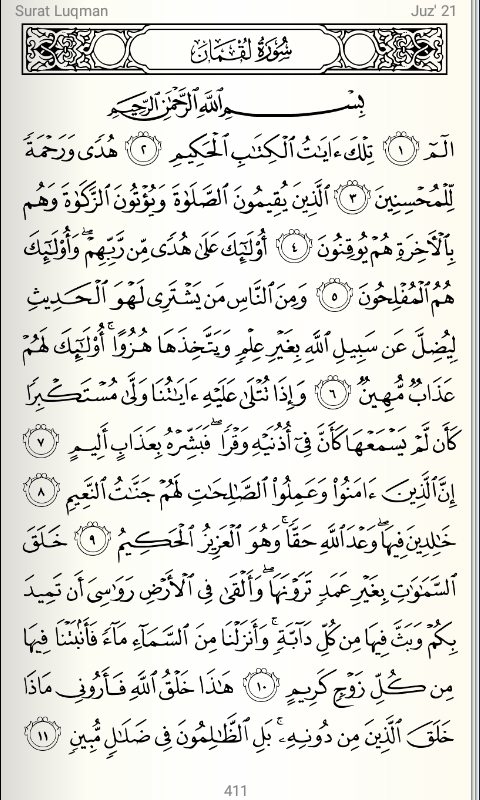 Surat Luqman
Juz' 21
سُورَةُ لُقْمَانَ
بِسْمِ ٱللَّهِ ٱلرَّحْمَٰنِ ٱلرَّحِيمِ
الٓمٓ ١ تِلْكَ ءَايَٰتُ ٱلْكِتَٰبِ ٱلْحَكِيمِ ٢ هُدًى وَرَحْمَةً
لِّلْمُحْسِنِينَ ٣ ٱلَّذِينَ يُقِيمُونَ ٱلصَّلَوٰةَ وَيُؤْتُونَ ٱلزَّكَوٰةَ وَهُم
بِٱلْأَخِرَةِ هُمْ يُوقِنُونَ ٤ أُو۟لَٰٓئِكَ عَلَىٰ هُدًى مِّن رَّبِّهِمْ ۖ وَأُو۟لَٰٓئِكَ
هُمُ ٱلْمُفْلِحُونَ ٥ وَمِنَ ٱلنَّاسِ مَن يَشْتَرِى لَهْوَ ٱلْحَدِيثِ
لِيُضِلَّ عَن سَبِيلِ ٱللَّهِ بِغَيْرِ عِلْمٍ وَيَتَّخِذَهَا هُزُوًا ۚ أُو۟لَٰٓئِكَ لَهُمْ
عَذَابٌ مُّهِينٌ ٦ وَإِذَا تُتْلَىٰ عَلَيْهِ ءَايَٰتُنَا وَلَّىٰ مُسْتَكْبِرًا
كَأَن لَّمْ يَسْمَعْهَا كَأَنَّ فِىٓ أُذُنَيْهِ وَقْرًا ۖ فَبَشِّرْهُ بِعَذَابٍ أَلِيمٍ ٧
إِنَّ ٱلَّذِينَ ءَامَنُوا۟ وَعَمِلُوا۟ ٱلصَّٰلِحَٰتِ لَهُمْ جَنَّٰتُ ٱلنَّعِيمِ ٨
خَٰلِدِينَ فِيهَا ۖ وَعْدَ ٱللَّهِ حَقًّا ۚ وَهُوَ ٱلْعَزِيزُ ٱلْحَكِيمُ ٩ خَلَقَ
ٱلسَّمَٰوَٰتِ بِغَيْرِ عَمَدٍ تَرَوْنَهَا ۖ وَأَلْقَىٰ فِى ٱلْأَرْضِ رَوَٰسِىَ أَن تَمِيدَ
بِكُمْ وَبَثَّ فِيهَا مِن كُلِّ دَآبَّةٍ ۚ وَأَنزَلْنَا مِنَ ٱلسَّمَآءِ مَآءً فَأَنۢبَتْنَا فِيهَا
مِن كُلِّ زَوْجٍ كَرِيمٍ ١٠ هَٰذَا خَلْقُ ٱللَّهِ فَأَرُونِى مَاذَا
خَلَقَ ٱلَّذِينَ مِن دُونِهِۦ ۚ بَلِ ٱلظَّٰلِمُونَ فِى ضَلَٰلٍ مُّبِينٍ ١١
411